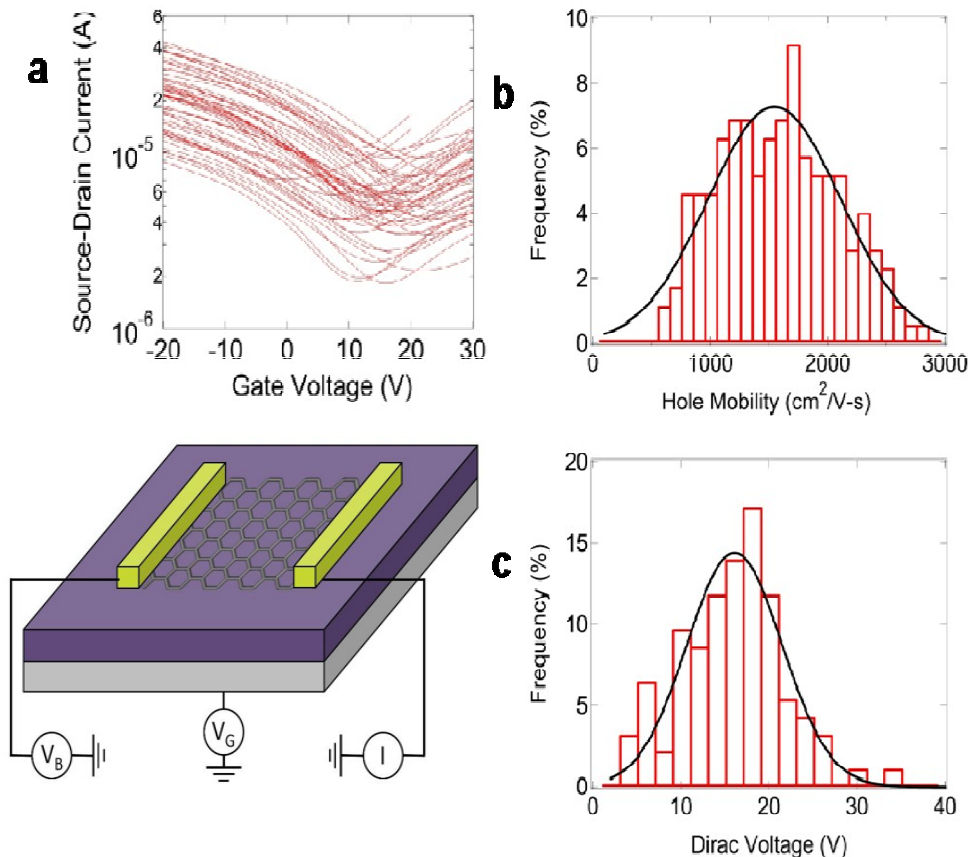 a
Source-Drain Current (A)
6
4
2
10^-5
6
4
2
10^-6
-20 -10 0 10 20 30
Gate Voltage (V)
b
Frequency (%)
10
8
6
4
2
0
0 1000 2000 3000
Hole Mobility (cm^2/V-s)
V_B
V_G
I
c
Frequency (%)
20
15
10
5
0
0 10 20 30 40
Dirac Voltage (V)